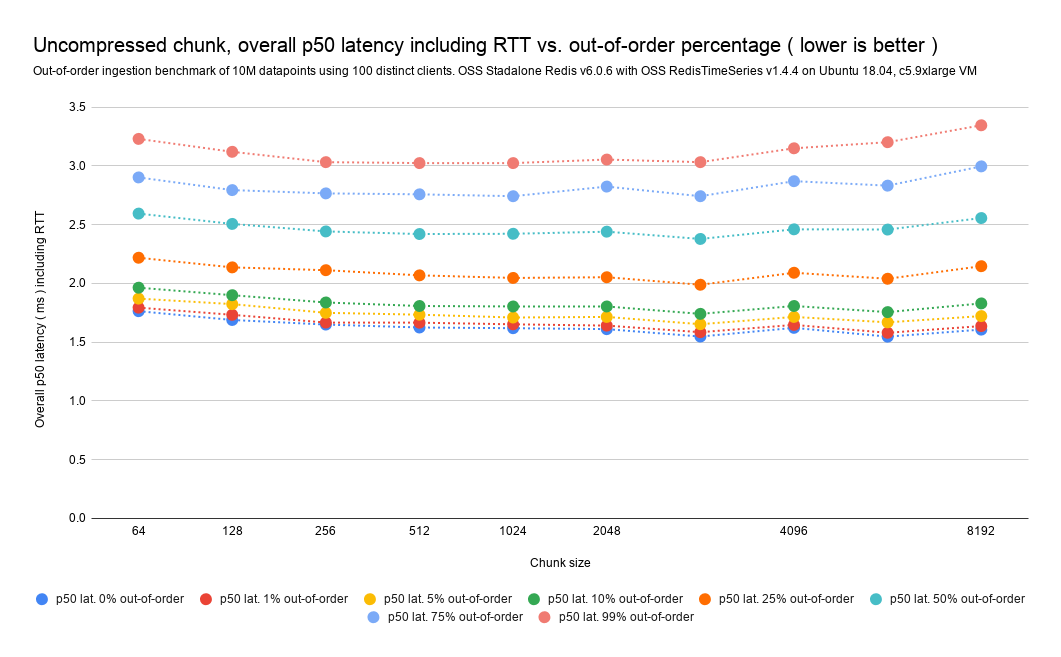 Uncompressed chunk, overall p50 latency including RTT vs. out-of-order percentage ( lower is better )
Out-of-order ingestion benchmark of 10M datapoints using 100 distinct clients. OSS Stadalone Redis v6.0.6 with OSS RedisTimeSeries v1.4.4 on Ubuntu 18.04, c5.9xlarge VM
Overall p50 latency ( ms ) including RTT
3.5
3.0
2.5
2.0
1.5
1.0
0.5
0.0
64 128 256 512 1024 2048 4096 8192
Chunk size
p50 lat. 0% out-of-order p50 lat. 1% out-of-order p50 lat. 5% out-of-order p50 lat. 10% out-of-order p50 lat. 25% out-of-order p50 lat. 50% out-of-order
p50 lat. 75% out-of-order p50 lat. 99% out-of-order